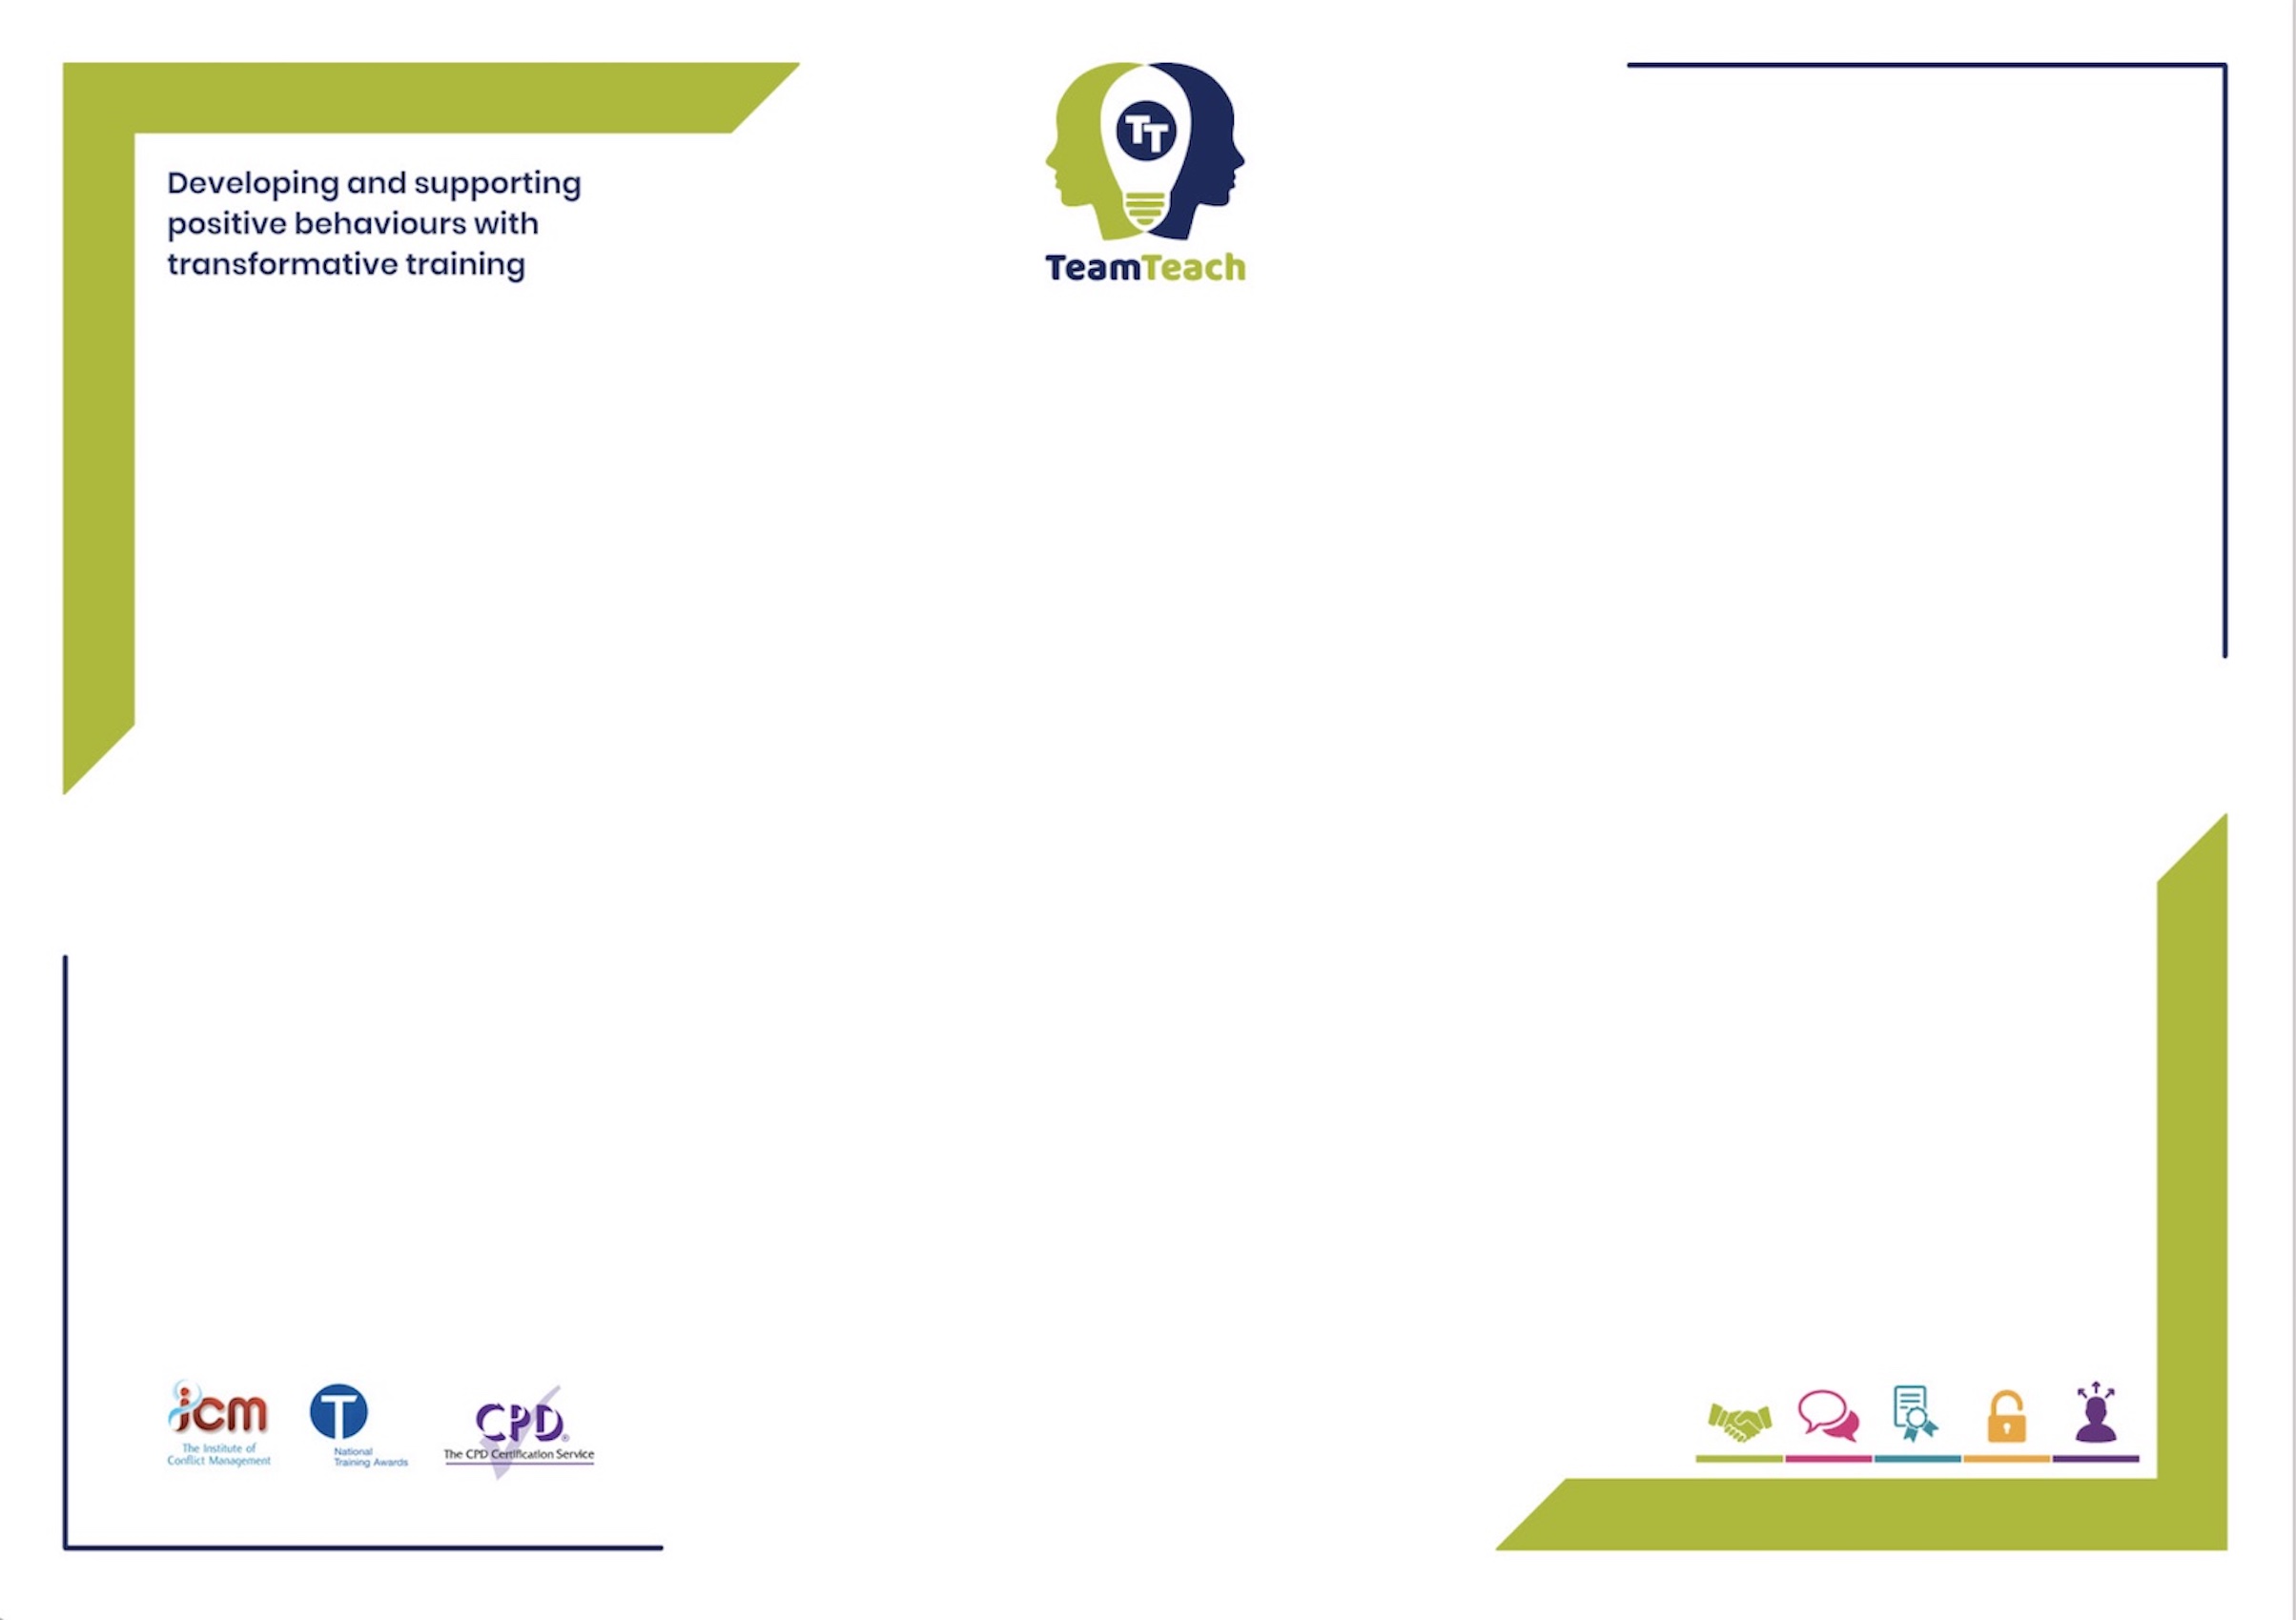 Developing and supporting
positive behaviours with
transformative training
TT
TeamTeach
icm
The Institute of
Conflict Management
T
National
Training Awards
CPD®
The CPD Certification Service